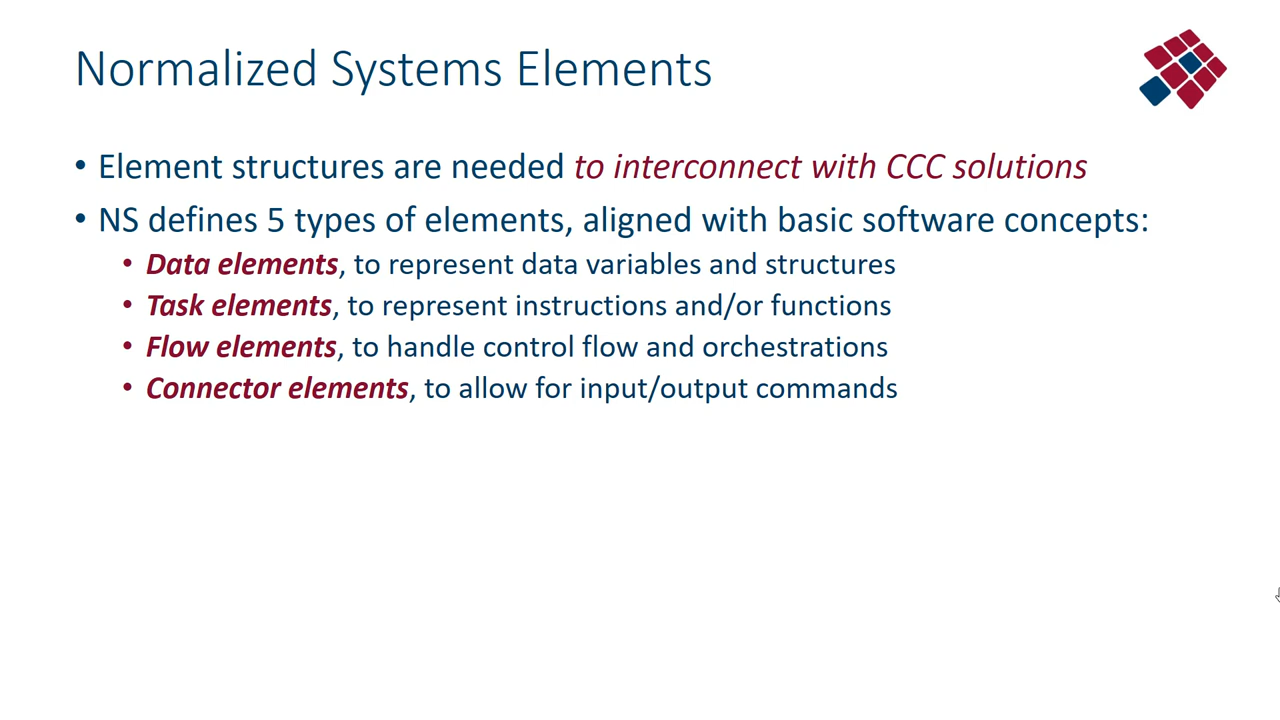 Normalized Systems Elements
• Element structures are needed to interconnect with CCC solutions
• NS defines 5 types of elements, aligned with basic software concepts:
• Data elements, to represent data variables and structures
• Task elements, to represent instructions and/or functions
• Flow elements, to handle control flow and orchestrations
• Connector elements, to allow for input/output commands